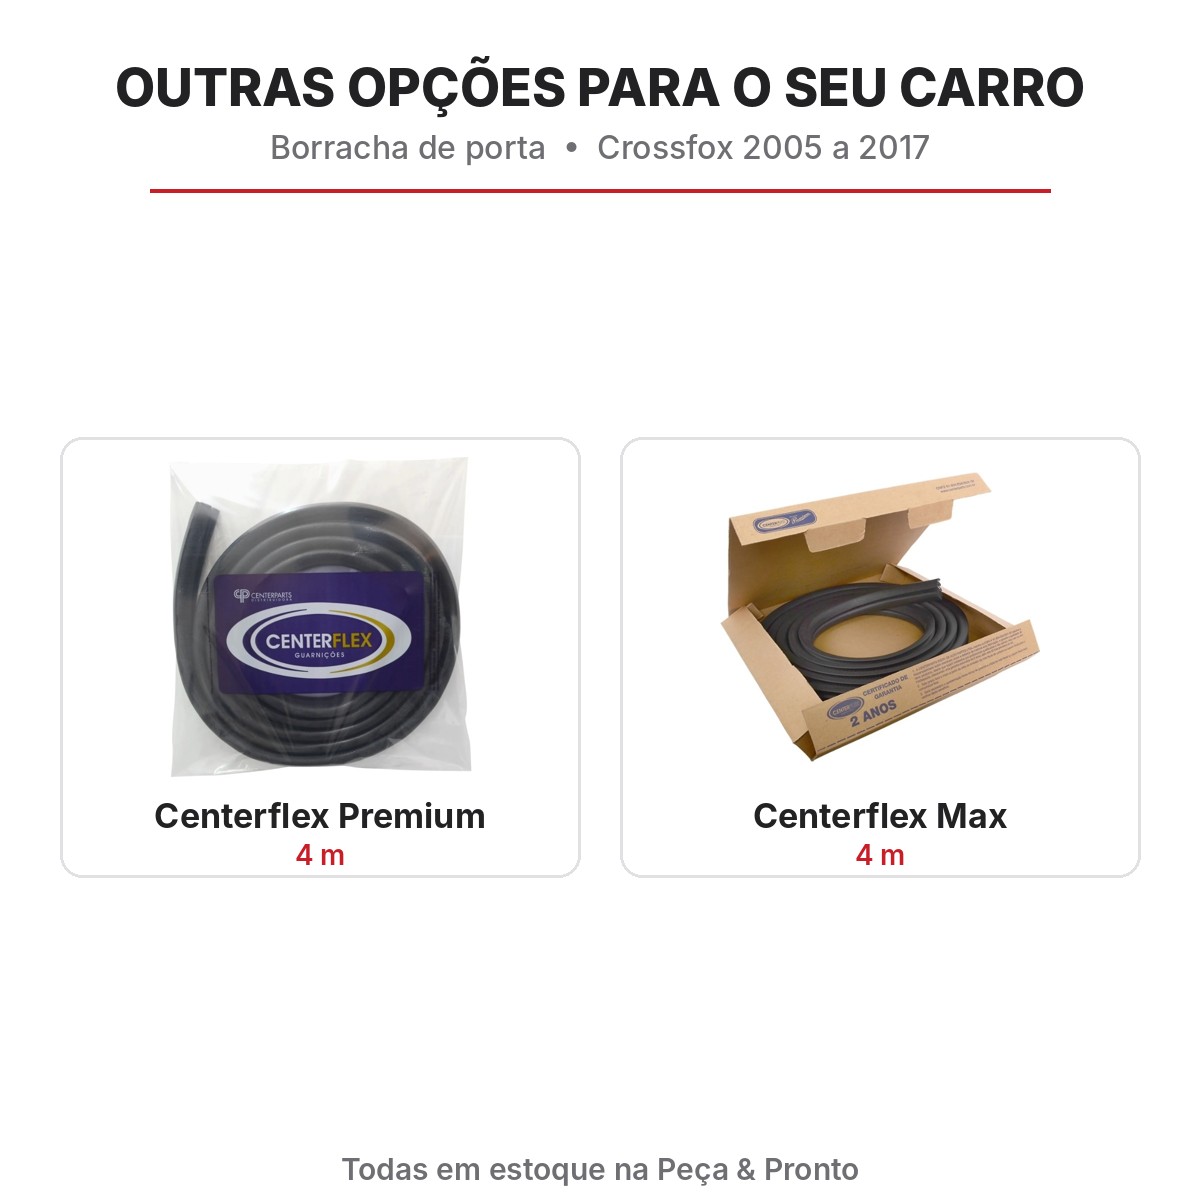 OUTRAS OPÇÕES PARA O SEU CARRO
Borracha de porta • Crossfox 2005 a 2017
CENTERPARTS
DISTRIBUIDORA
CENTERFLEX
GUARNIÇÕES
CERTIFICADO DE
GARANTIA
2 ANOS
Centerflex Premium
4 m
Centerflex Max
4 m
Todas em estoque na Peça & Pronto